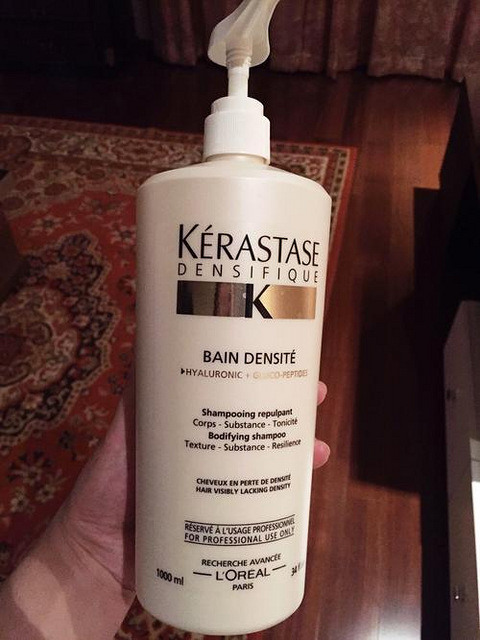 KÉRASTASE
DENSIFIQUE
K
BAIN DENSITÉ
HYALURONIC + GLYCO-PEPTIDES
Shampooing repulpant
Corps - Substance - Tonicité
Bodifying shampoo
Texture - Substance - Resilience
CHEVEUX EN PERTE DE DENSITÉ
HAIR VISIBLY LACKING DENSITY
RÉSERVÉ À L'USAGE PROFESSIONNEL
FOR PROFESSIONAL USE ONLY
RECHERCHE AVANCÉE
L'ORÉAL
PARIS
1000 ml 34